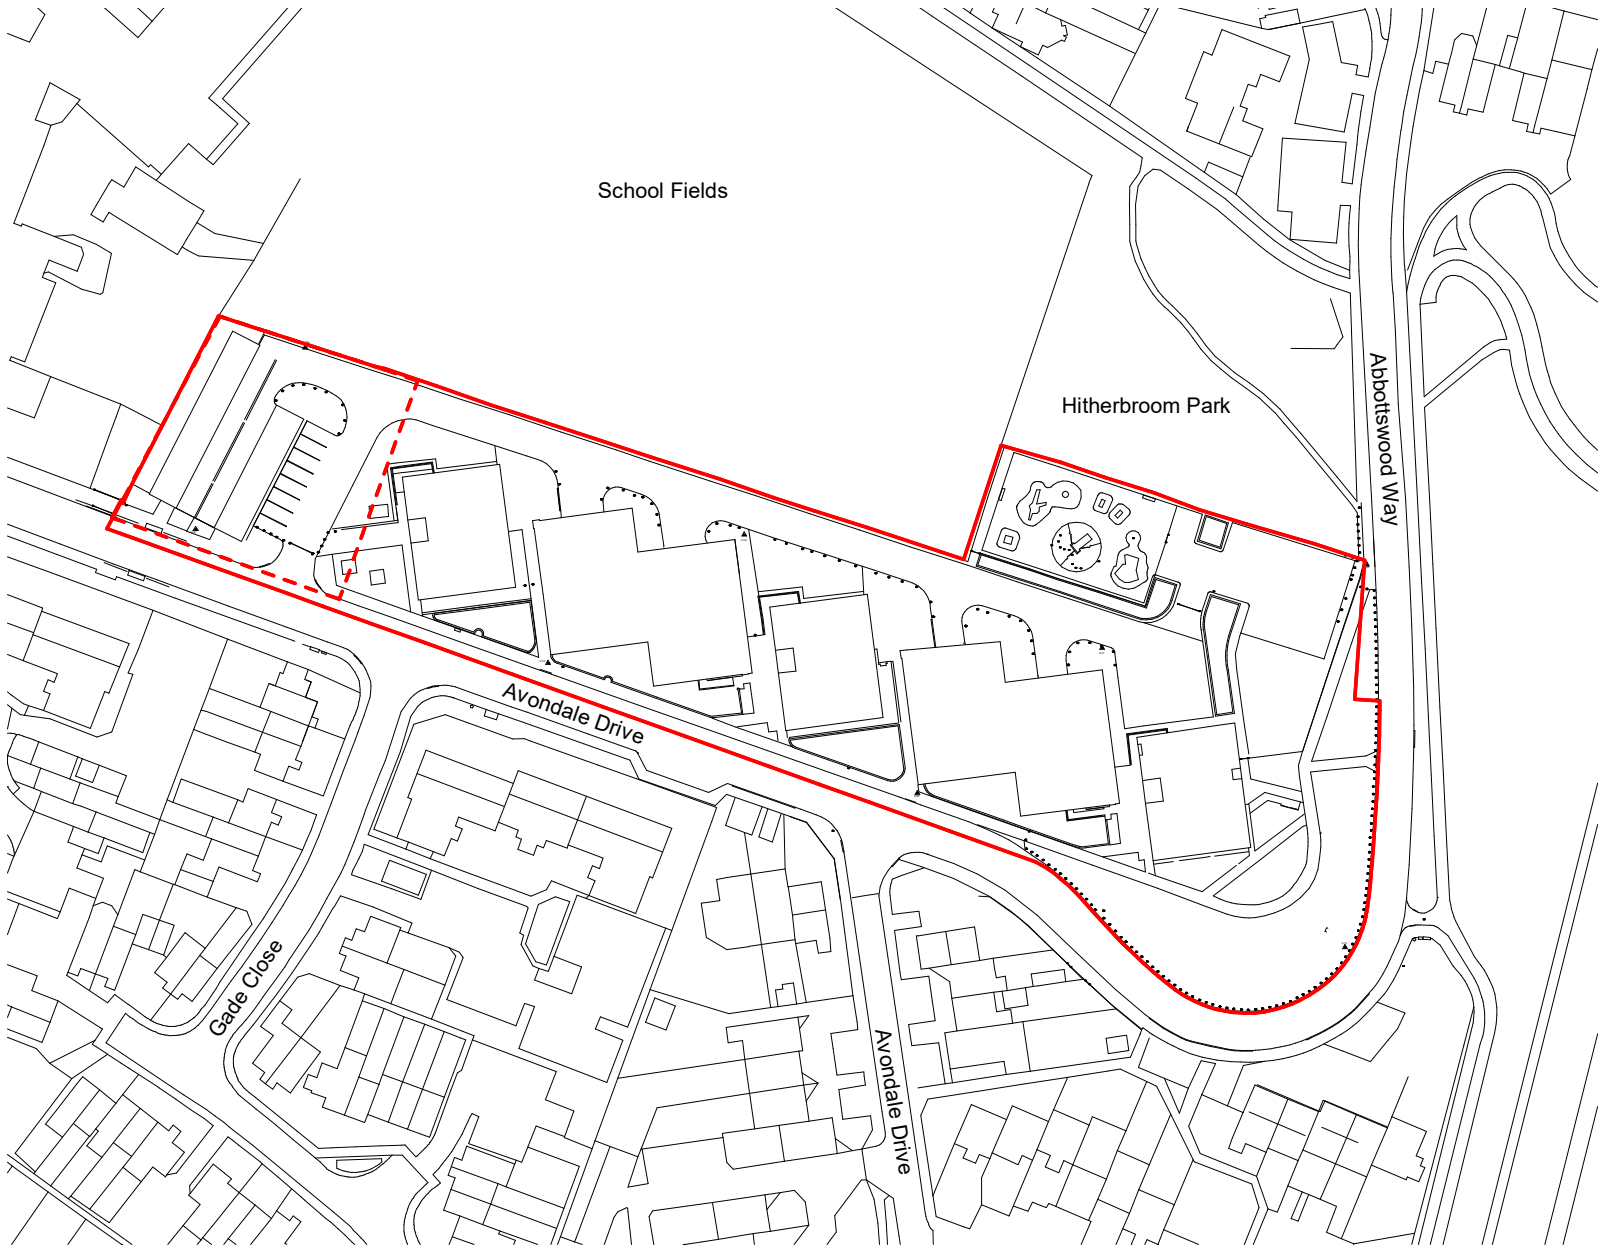 School Fields
Hitherbroom Park
Abbottswood Way
Avondale Drive
Gade Close
Avondale Drive